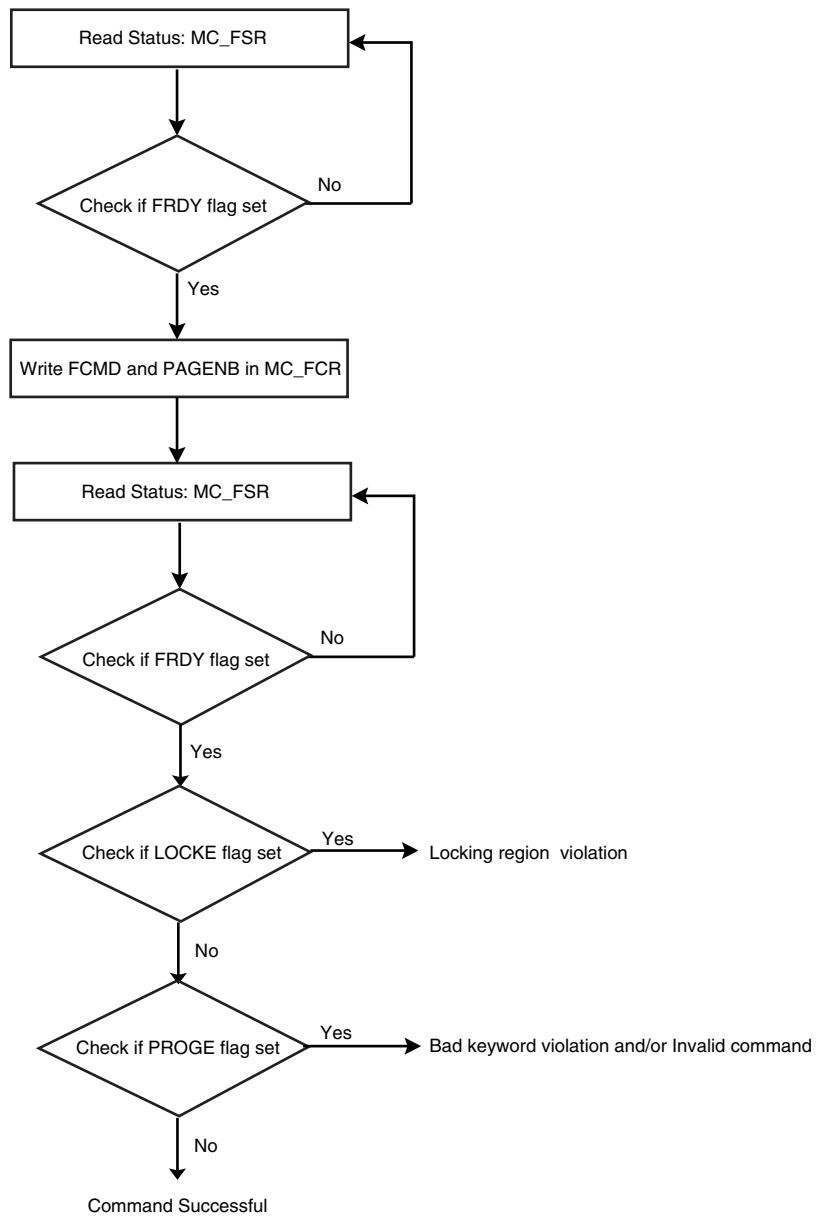 Read Status: MC_FSR
Check if FRDY flag set
No
Yes
Write FCMD and PAGENB in MC_FCR
Read Status: MC_FSR
No
Check if FRDY flag set
Yes
Check if LOCKE flag set
Yes
Locking region violation
No
Check if PROGE flag set
Yes
Bad keyword violation and/or Invalid command
No
Command Successful